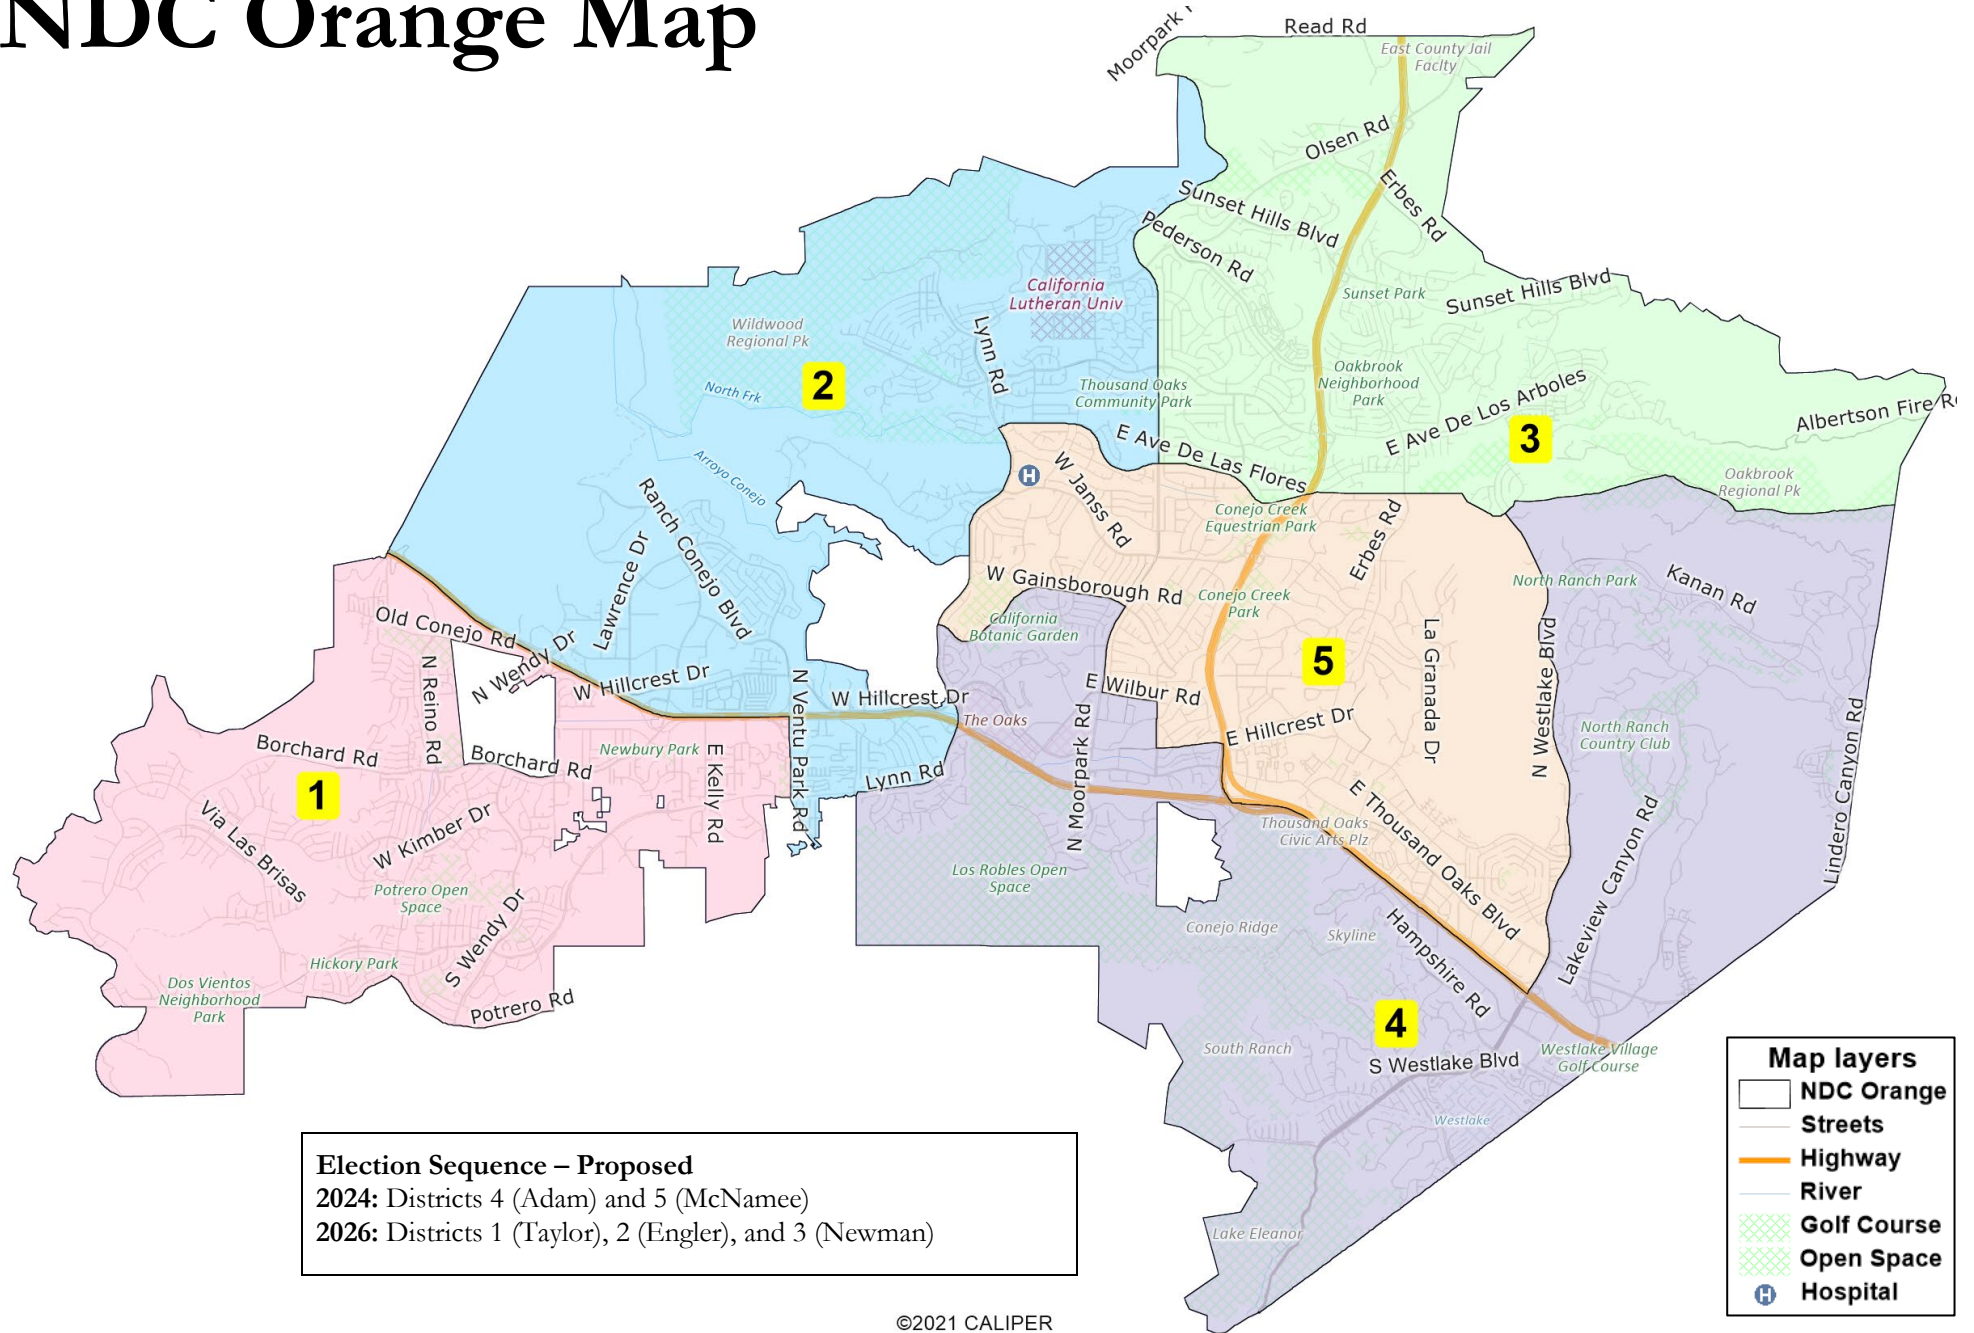 NDC Orange Map
Read Rd
Moorpark
East County Jail
Faclty
Olsen Rd
Erbes Rd
Sunset Hills Blvd
Pederson Rd
Sunset Park
Sunset Hills Blvd
California
Lutheran Univ
Wildwood
Regional Pk
Lynn Rd
2
North Frk
Thousand Oaks
Community Park
Oakbrook
Neighborhood
Park
E Ave De Los Arboles
3
Albertson Fire R
E Ave De Las Flores
Oakbrook
Regional Pk
Arroyo Conejo
H
W Janss Rd
Ranch Conejo Blvd
Lawrence Dr
Conejo Creek
Equestrian Park
Erbes Rd
W Gainsborough Rd
Conejo Creek
Park
North Ranch Park
Kanan Rd
California
Botanic Garden
Old Conejo Rd
N Wendy Dr
N Reino Rd
W Hillcrest Dr
N Ventu Park Rd
W Hillcrest Dr
The Oaks
E Wilbur Rd
5
La Granada Dr
N Westlake Blvd
E Hillcrest Dr
North Ranch
Country Club
Lindero Canyon Rd
Borchard Rd
Borchard Rd
Newbury Park
E Kelly Rd
Lynn Rd
N Moorpark Rd
1
Via Las Brisas
W Kimber Dr
Thousand Oaks
Civic Arts Plz
E Thousand Oaks Blvd
Lakeview Canyon Rd
Potrero Open
Space
S Wendy Dr
Los Robles Open
Space
Conejo Ridge
Skyline
Hampshire Rd
Hickory Park
Dos Vientos
Neighborhood
Park
Potrero Rd
4
South Ranch
S Westlake Blvd
Westlake Village
Golf Course
Westlake
Lake Eleanor
Map layers
NDC Orange
Streets
Highway
River
Golf Course
Open Space
H Hospital
Election Sequence – Proposed
2024: Districts 4 (Adam) and 5 (McNamee)
2026: Districts 1 (Taylor), 2 (Engler), and 3 (Newman)
©2021 CALIPER